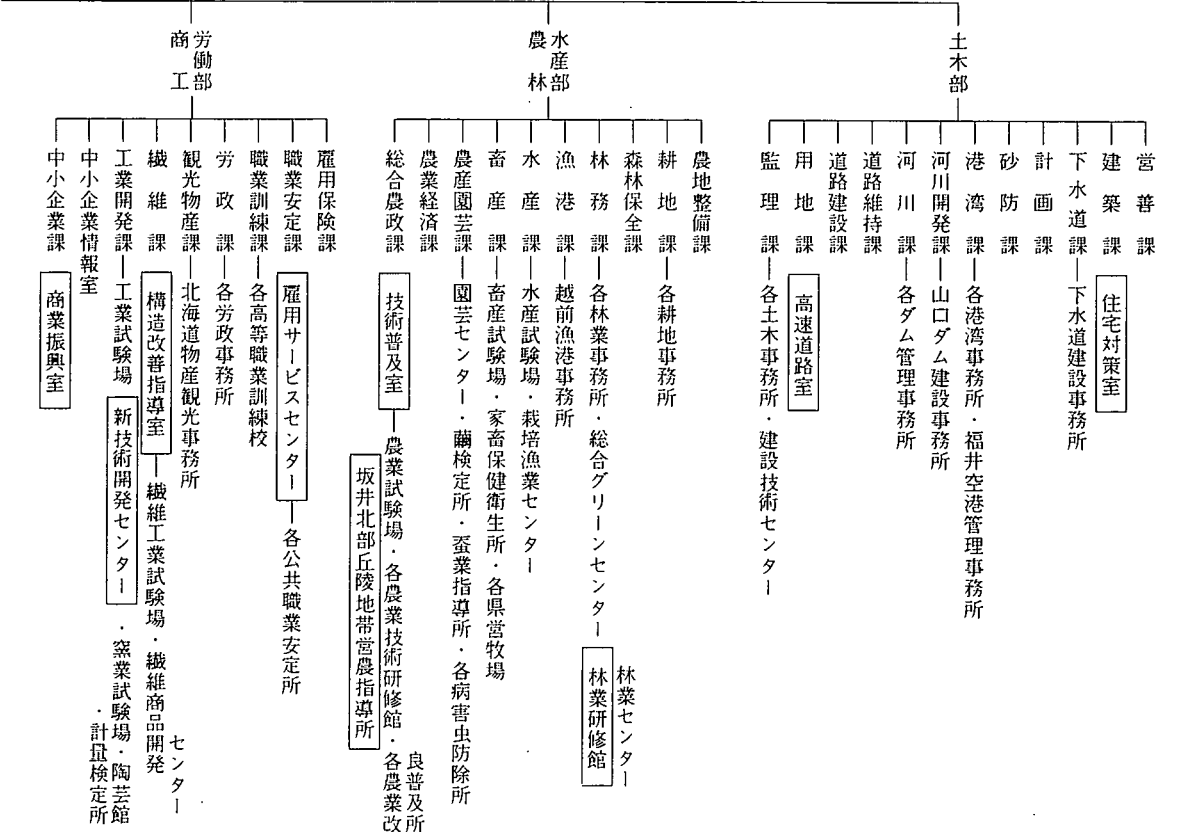 商工労働部
中小企業課
商業振興室
中小企業情報室
工業開発課―工業試験場
新技術開発センター
・窯業試験場・陶芸館
・計量検定所
繊維課
構造改善指導室
―繊維工業試験場・繊維商品開発
センター
観光物産課―北海道物産観光事務所
労政課―各労政事務所
職業訓練課―各高等職業訓練校
職業安定課
雇用サービスセンター
―各公共職業安定所
雇用保険課
農林水産部
総合農政課
技術普及室
―農業試験場・各農業技術研修館・各農業改
良普及所
坂井北部丘陵地帯営農指導所
農業経済課
農産園芸課―園芸センター・繭検定所・蚕業指導所・各病害虫防除所
畜産課―畜産試験場・家畜保健衛生所・各県営牧場
水産課―水産試験場・栽培漁業センター
漁港課―越前漁港事務所
林務課―各林業事務所・総合グリーンセンター
林業センター
林業研修館
森林保全課
耕地課―各耕地事務所
農地整備課
土木部
監理課―各土木事務所・建設技術センター
用地課
高速道路室
道路建設課
道路維持課
河川課―各ダム管理事務所
河川開発課―山口ダム建設事務所
港湾課―各港湾事務所・福井空港管理事務所
砂防課
計画課
下水道課―下水道建設事務所
建築課
住宅対策室
営善課